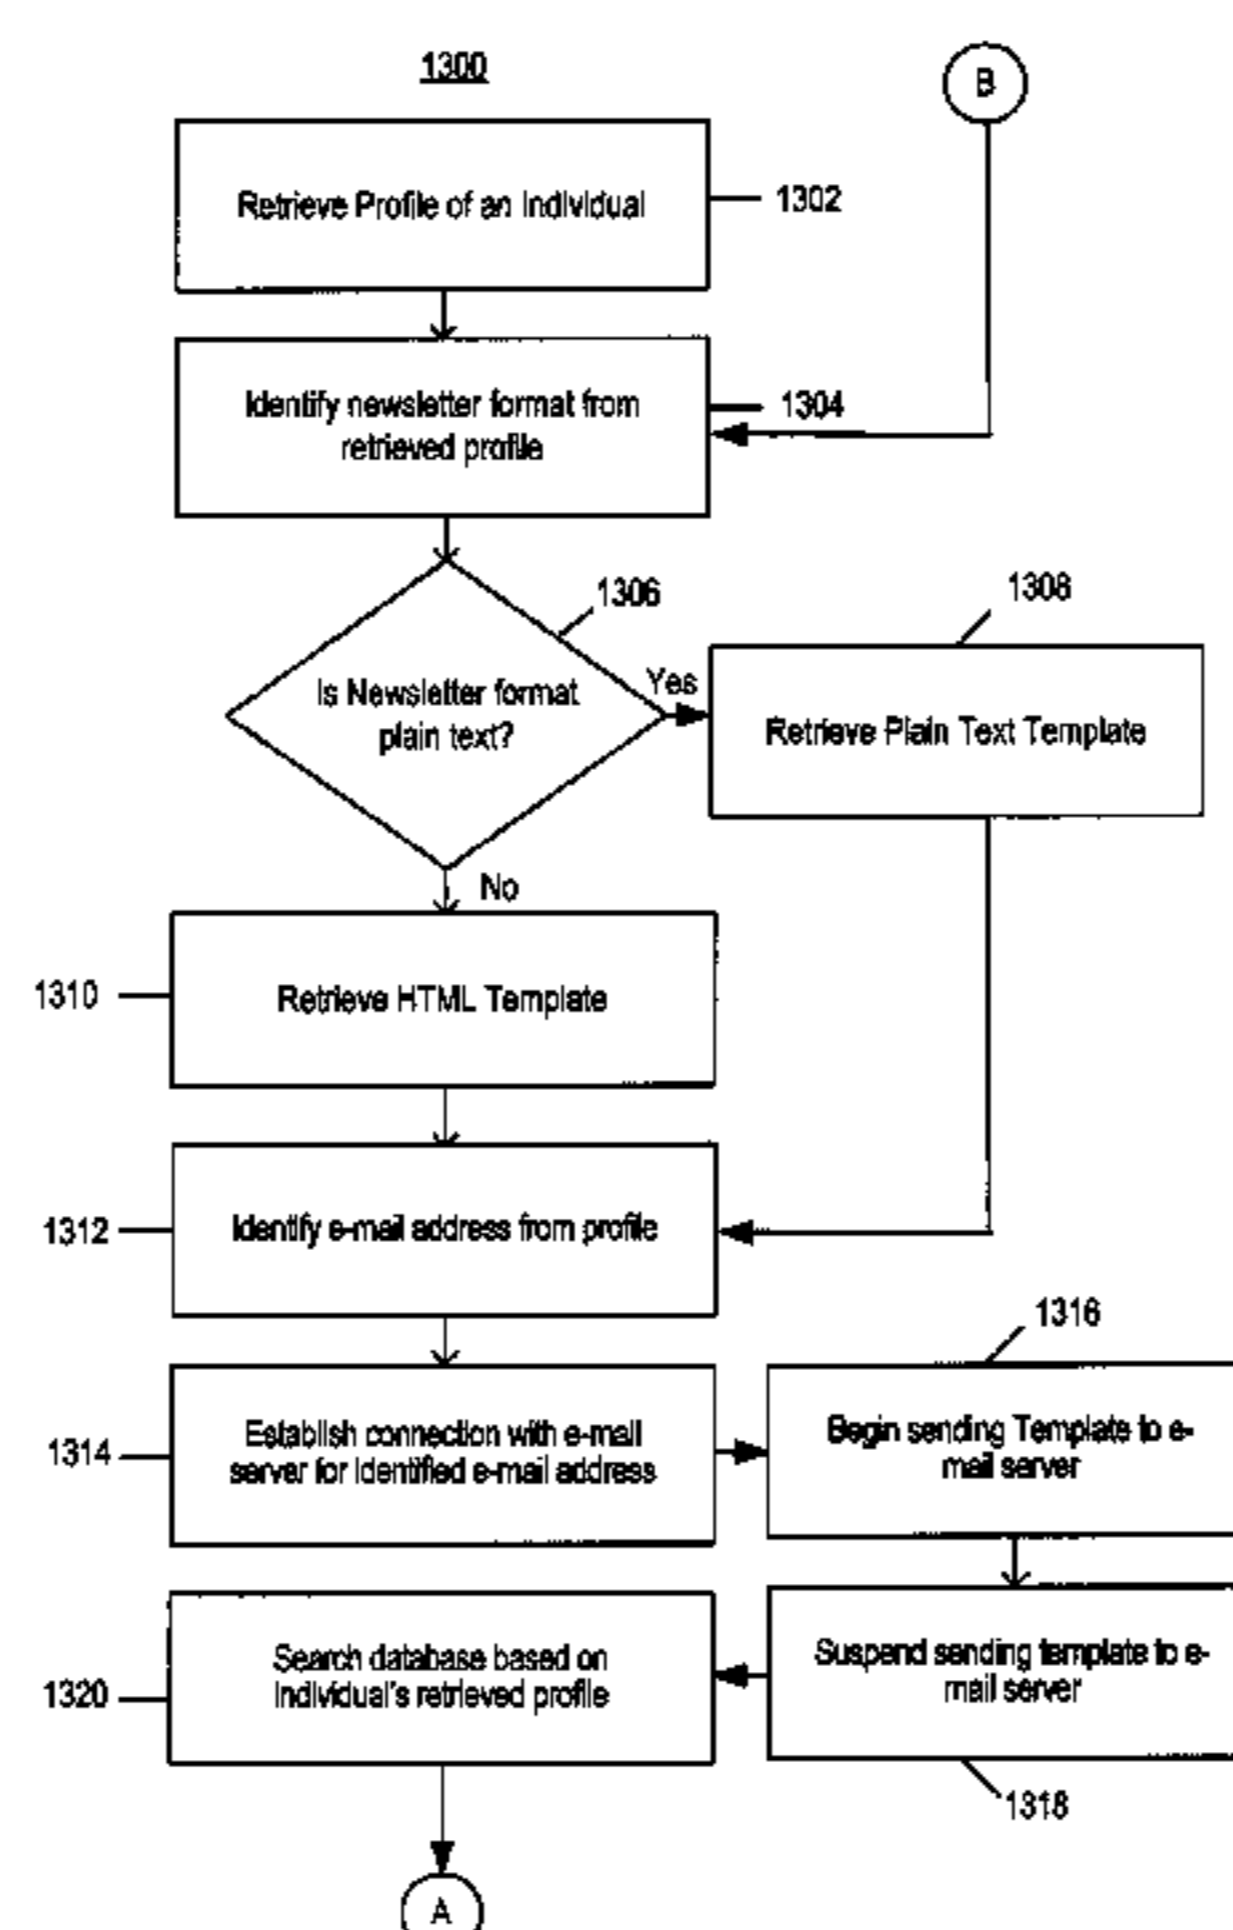 1300
B
Retrieve Profile of an Individual
1302
Identify newsletter format from
retrieved profile
1304
1306
Is Newsletter format
plain text?
Yes
1308
Retrieve Plain Text Template
No
1310
Retrieve HTML Template
1312
Identify e-mail address from profile
1314
Establish connection with e-mail
server for identified e-mail address
1316
Begin sending Template to e-
mail server
Suspend sending template to e-
mail server
1318
1320
Search database based on
Individual's retrieved profile
A